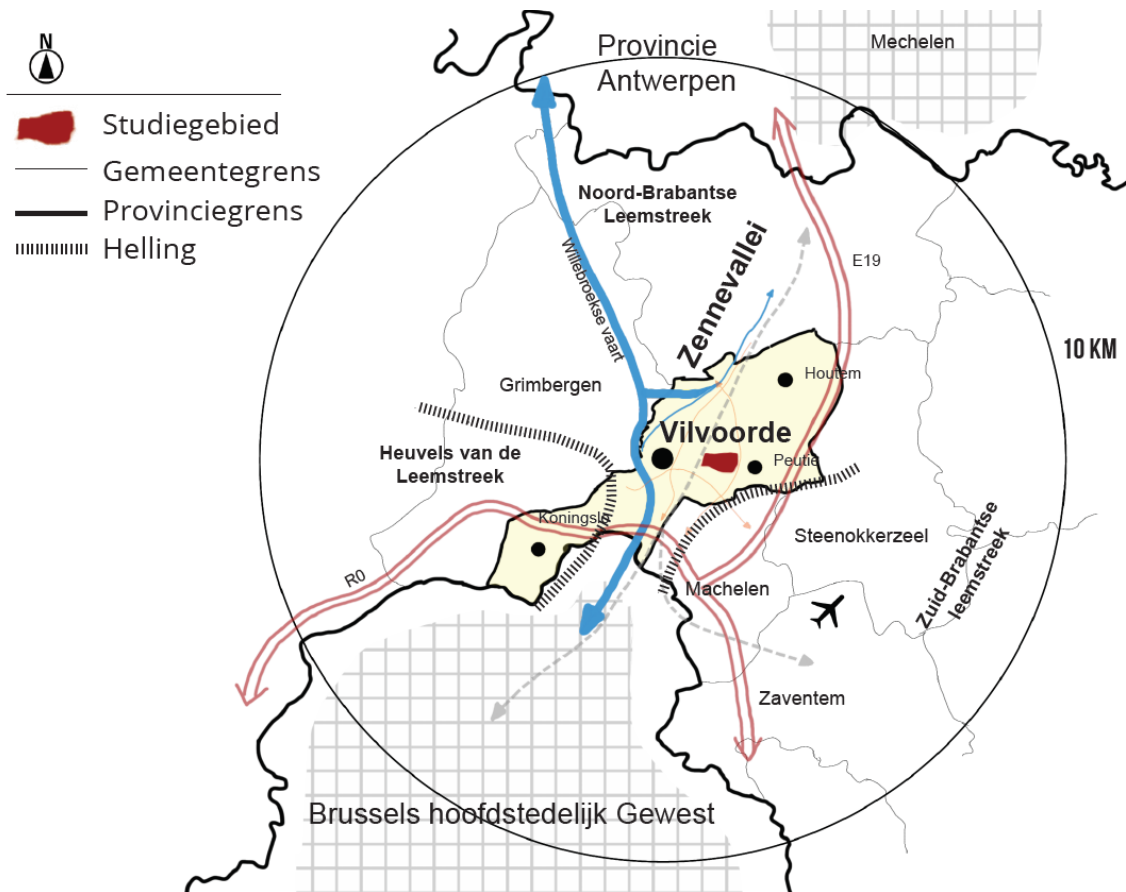 N
Studiegebied
Gemeentegrens
Provinciegrens
Helling
Provincie
Antwerpen
Mechelen
Noord-Brabantse
Leemstreek
Zennevallei
Willebroekse vaart
E19
10 KM
Grimbergen
Houtem
Vilvoorde
Peutie
Heuvels van de
Leemstreek
Koningslo
Steenokkerzeel
Zuid-Brabantse
leemstreek
R0
Machelen
Zaventem
Brussels hoofdstedelijk Gewest